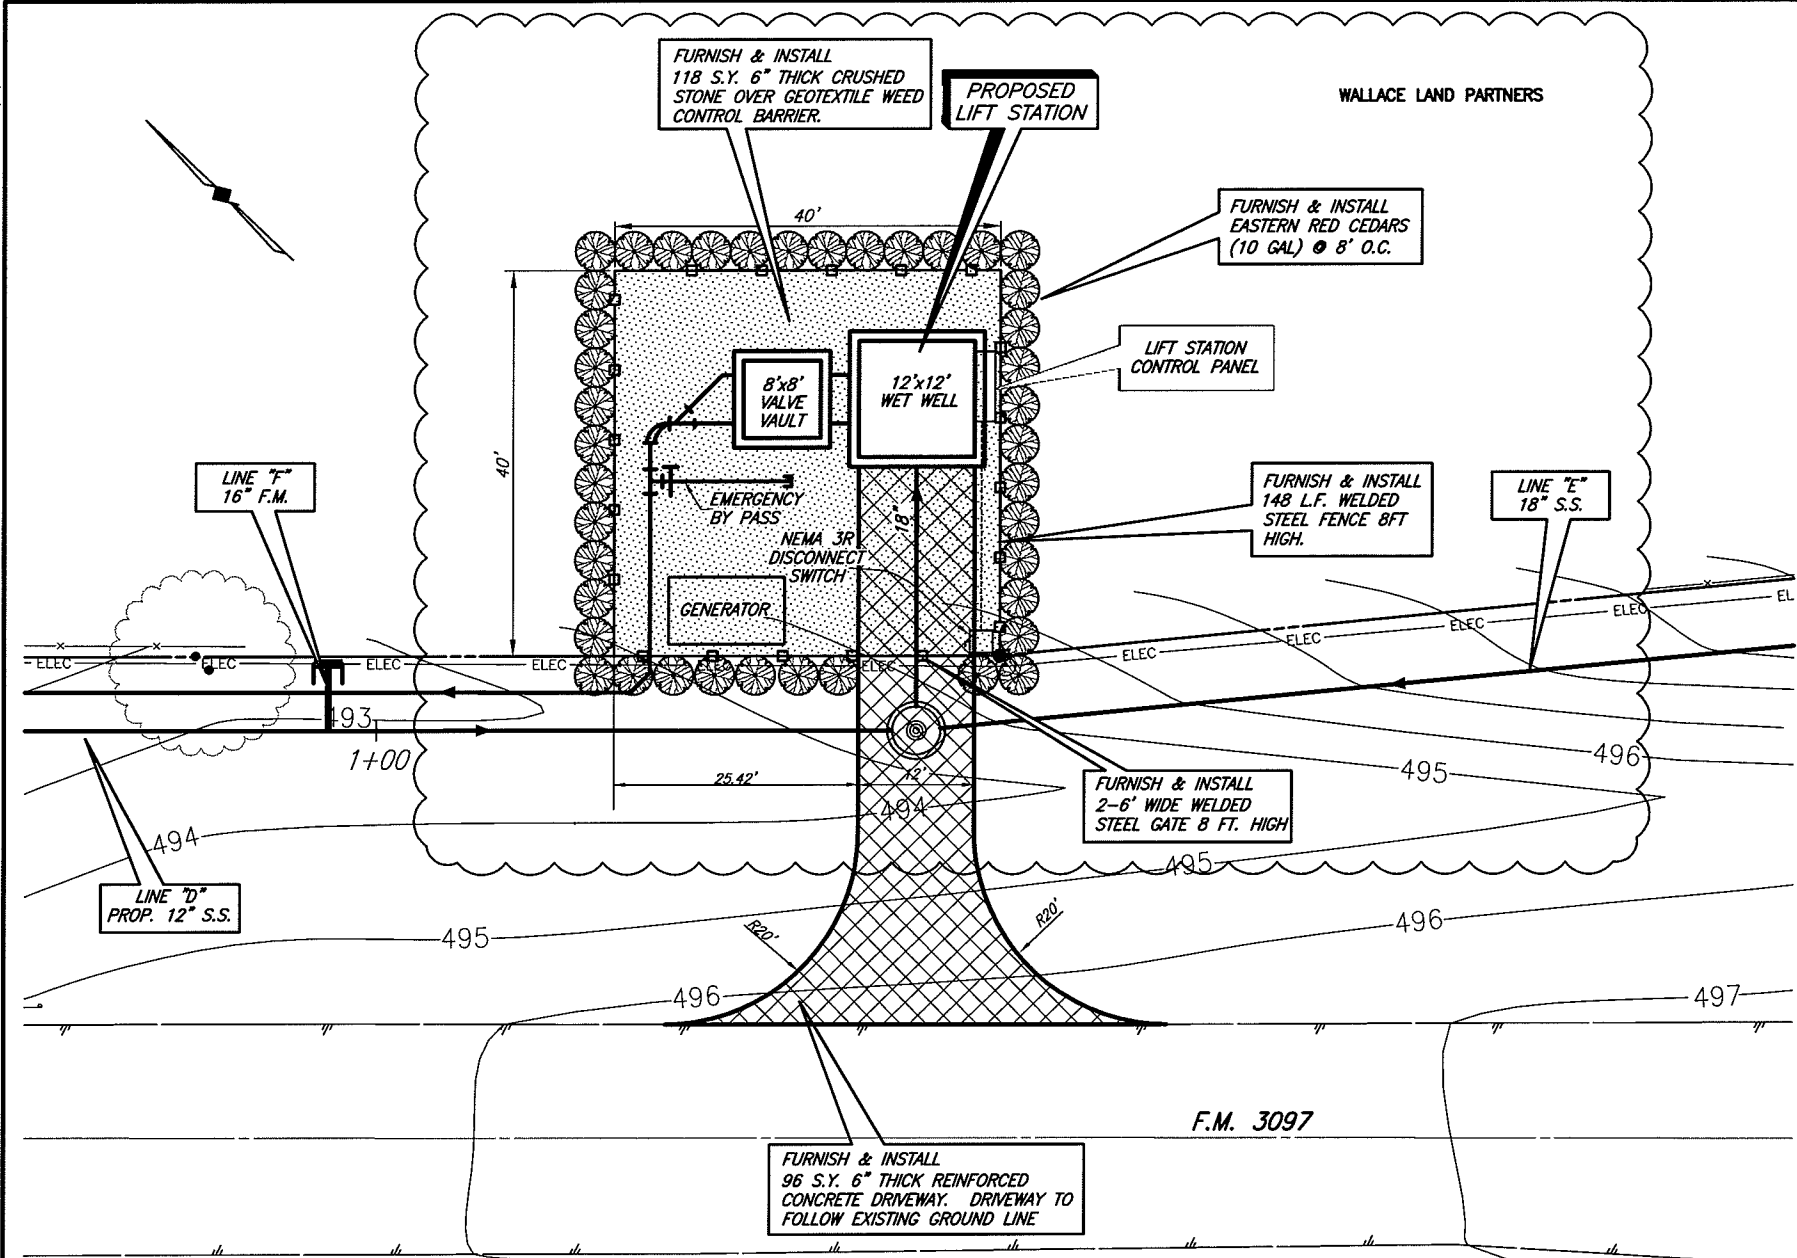 FURNISH & INSTALL
118 S.Y. 6" THICK CRUSHED
STONE OVER GEOTEXTILE WEED
CONTROL BARRIER.
PROPOSED
LIFT STATION
WALLACE LAND PARTNERS
FURNISH & INSTALL
EASTERN RED CEDARS
(10 GAL) @ 8' O.C.
40'
LIFT STATION
CONTROL PANEL
8'x8'
VALVE
VAULT
12'x12'
WET WELL
40'
LINE "F"
16" F.M.
FURNISH & INSTALL
148 L.F. WELDED
STEEL FENCE 8FT
HIGH.
LINE "E"
18" S.S.
EMERGENCY
BY PASS
18"
NEMA 3R
DISCONNECT
SWITCH
GENERATOR
ELEC
ELEC
ELEC
ELEC
ELEC
ELEC
ELEC
ELEC
ELEC
EL
493
1+00
25.42'
12'
494
494
495
496
FURNISH & INSTALL
2-6' WIDE WELDED
STEEL GATE 8 FT. HIGH
LINE "D"
PROP. 12" S.S.
495
495
496
R20'
R20'
496
497
F.M. 3097
FURNISH & INSTALL
96 S.Y. 6" THICK REINFORCED
CONCRETE DRIVEWAY. DRIVEWAY TO
FOLLOW EXISTING GROUND LINE